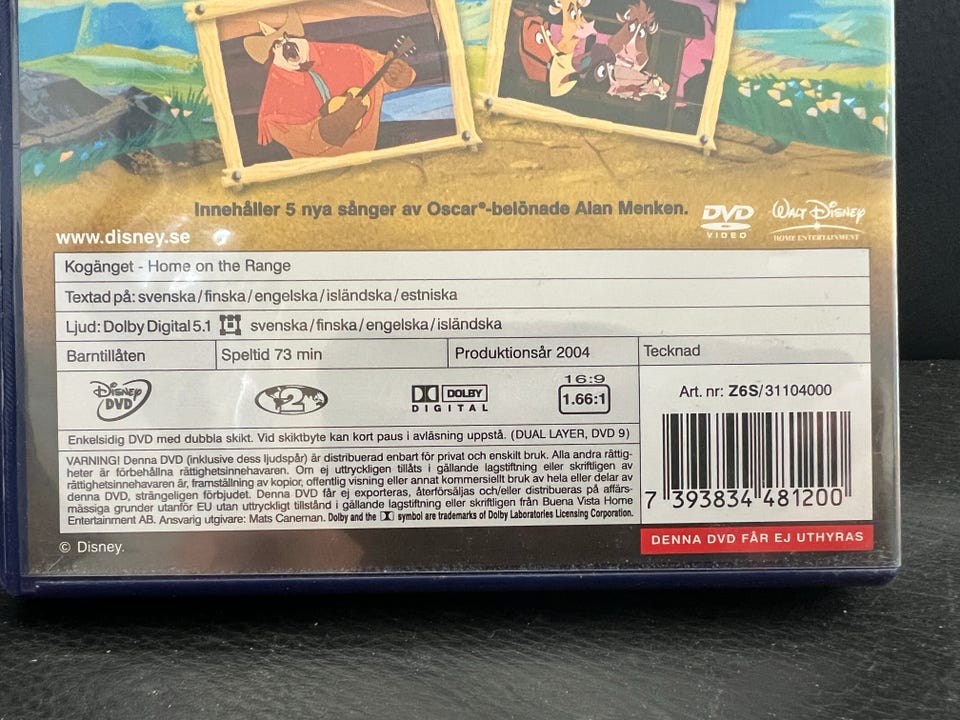 Innehåller 5 nya sånger av Oscar®-belönade Alan Menken.
DVD
VIDEO
WALT DISNEY
HOME ENTERTAINMENT
www.disney.se
Kogänget - Home on the Range
Textad på: svenska/finska/engelska/isländska/estniska
Ljud: Dolby Digital 5.1 svenska/finska/engelska/isländska
Barntillåten
Speltid 73 min
Produktionsår 2004
Tecknad
DISNEY DVD
2
DOLBY
DIGITAL
16:9
1.66:1
Art. nr: Z6S/31104000
Enkelsidig DVD med dubbla skikt. Vid skiktbyte kan kort paus i avläsning uppstå. (DUAL LAYER, DVD 9)
VARNING! Denna DVD (inklusive dess ljudspår) är distribuerad enbart för privat och enskilt bruk. Alla andra rättig-
heter är förbehållna rättighetsinnehavaren. Om ej uttryckligen tillåts i gällande lagstiftning eller skriftligen av
rättighetsinnehavaren är, framställning av kopior, offentlig visning eller annat kommersiellt bruk av hela eller delar av
denna DVD, strängeligen förbjudet. Denna DVD får ej exporteras, återförsäljas och/eller distribueras på affärs-
mässiga grunder utanför EU utan uttryckligt tillstånd i gällande lagstiftning eller skriftligen från Buena Vista Home
Entertainment AB. Ansvarig utgivare: Mats Caneman. Dolby and the symbol are trademarks of Dolby Laboratories Licensing Corporation.
7 393834 481200
DENNA DVD FÅR EJ UTHYRAS
© Disney.